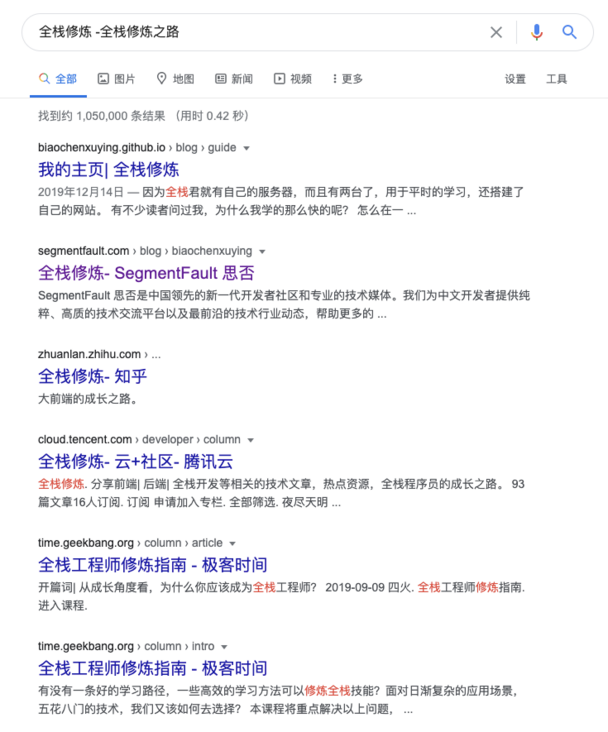 全栈修炼 -全栈修炼之路
全部 图片 地图 新闻 视频 更多 设置 工具
找到约 1,050,000 条结果 （用时 0.42 秒）
biaochenxuying.github.io › blog › guide
我的主页| 全栈修炼
2019年12月14日 — 因为全栈君就有自己的服务器，而且有两台了，用于平时的学习，还搭建了
自己的网站。 有不少读者问过我，为什么我学的那么快的呢？ 怎么在一 ...
segmentfault.com › blog › biaochenxuying
全栈修炼- SegmentFault 思否
SegmentFault 思否是中国领先的新一代开发者社区和专业的技术媒体。我们为中文开发者提供纯
粹、高质的技术交流平台以及最前沿的技术行业动态，帮助更多的 ...
zhuanlan.zhihu.com › ...
全栈修炼- 知乎
大前端的成长之路。
cloud.tencent.com › developer › column
全栈修炼- 云+社区- 腾讯云
全栈修炼. 分享前端| 后端| 全栈开发等相关的技术文章，热点资源，全栈程序员的成长之路。 93
篇文章16人订阅. 订阅 申请加入专栏. 全部筛选. 夜尽天明 ...
time.geekbang.org › column › article
全栈工程师修炼指南 - 极客时间
开篇词| 从成长角度看，为什么你应该成为全栈工程师？ 2019-09-09 四火. 全栈工程师修炼指南.
进入课程.
time.geekbang.org › column › intro
全栈工程师修炼指南 - 极客时间
有没有一条好的学习路径，一些高效的学习方法可以修炼全栈技能？面对日渐复杂的应用场景，
五花八门的技术，我们又该如何去选择？ 本课程将重点解决以上问题， ...